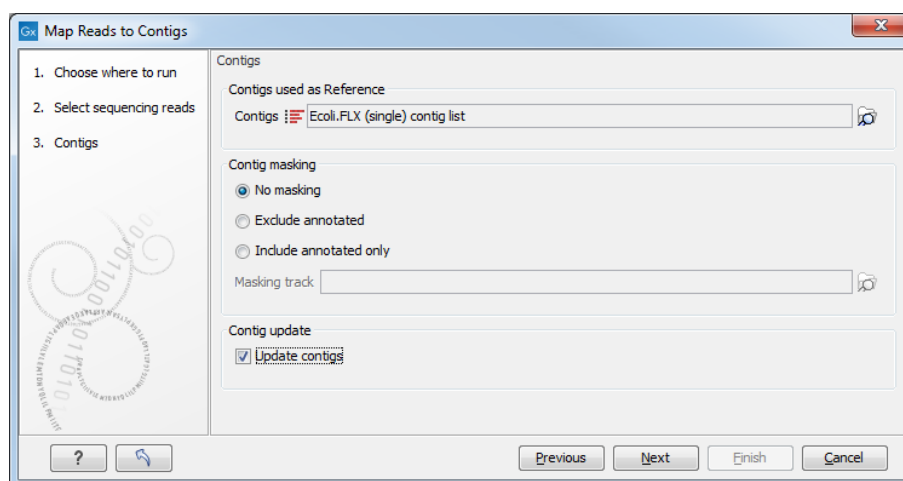 Gx Map Reads to Contigs
X
1. Choose where to run
2. Select sequencing reads
3. Contigs
Contigs
Contigs used as Reference
Contigs Ecoli.FLX (single) contig list
Contig masking
No masking
Exclude annotated
Include annotated only
Masking track
Contig update
Update contigs
?
Previous
Next
Finish
Cancel